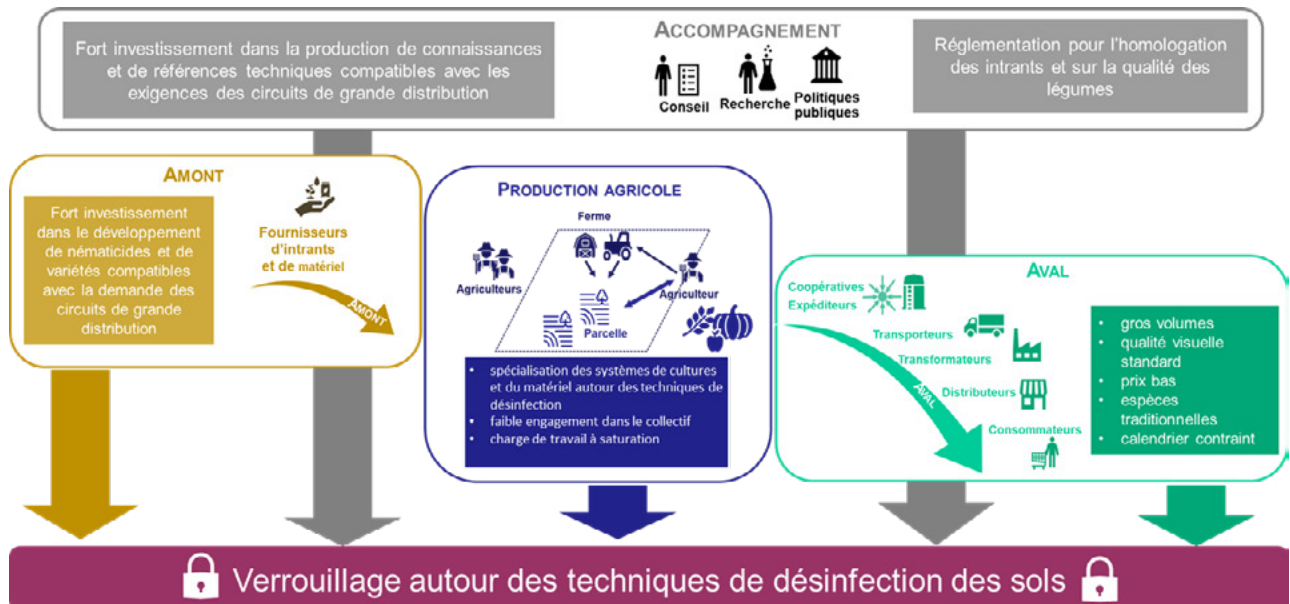 ACCOMPAGNEMENT
Fort investissement dans la production de connaissances
et de références techniques compatibles avec les
exigences des circuits de grande distribution
Conseil
Recherche
Politiques
publiques
Réglementation pour l'homologation
des intrants et sur la qualité des
légumes
AMONT
Fort investissement
dans le développement
de nématicides et de
variétés compatibles
avec la demande des
circuits de grande
distribution
Fournisseurs
d'intrants
et de matériel
AMONT
PRODUCTION AGRICOLE
Ferme
Agriculteurs
Agriculteur
Parcelle
• spécialisation des systèmes de cultures
et du matériel autour des techniques de
désinfection
• faible engagement dans le collectif
• charge de travail à saturation
AVAL
Coopératives
Expéditeurs
Transporteurs
Transformateurs
Distributeurs
AVAL
Consommateurs
• gros volumes
• qualité visuelle
standard
• prix bas
• espèces
traditionnelles
• calendrier contraint
Verrouillage autour des techniques de désinfection des sols